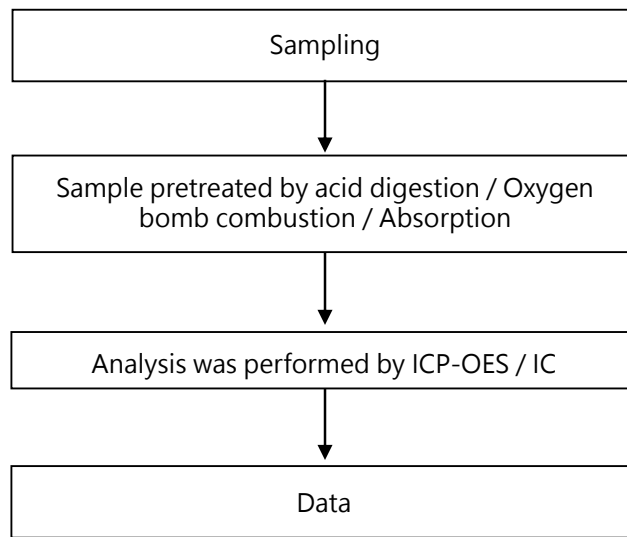 Sampling
Sample pretreated by acid digestion / Oxygen
bomb combustion / Absorption
Analysis was performed by ICP-OES / IC
Data